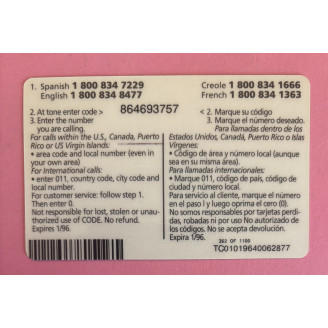 1. Spanish 1 800 834 7229
English 1 800 834 8477
Creole 1 800 834 1666
French 1 800 834 1363
2. At tone enter code > 864693757 < 2. Marque su código
3. Enter the number
you are calling.
For calls within the U.S., Canada, Puerto
Rico or US Virgin Islands:
• area code and local number (even in
your own area)
For International calls:
• enter 011, country code, city code and
local number.
For customer service: follow step 1.
Then enter 0.
Not responsible for lost, stolen or unau-
thorized use of CODE. No refund.
Expires 1/96.
3. Marque el número deseado.
Para llamadas dentro de los
Estados Unidos, Canadá, Puerto Rico o Islas
Virgenes:
• Código de área y número local (aunque
sea en su misma área).
Para llamadas internacionales:
• Marque 011, código de país, código de
ciudad y número local.
Para servicio al cliente, marque el número
en el paso 1 y luego oprima el cero (0).
No somos responsables por tarjetas perdi-
das, robadas ni por uso no autorizado de
los CODIGOS. No se acepta devolución.
Expira 1/96.
262 OF 1100
TC01019640062877